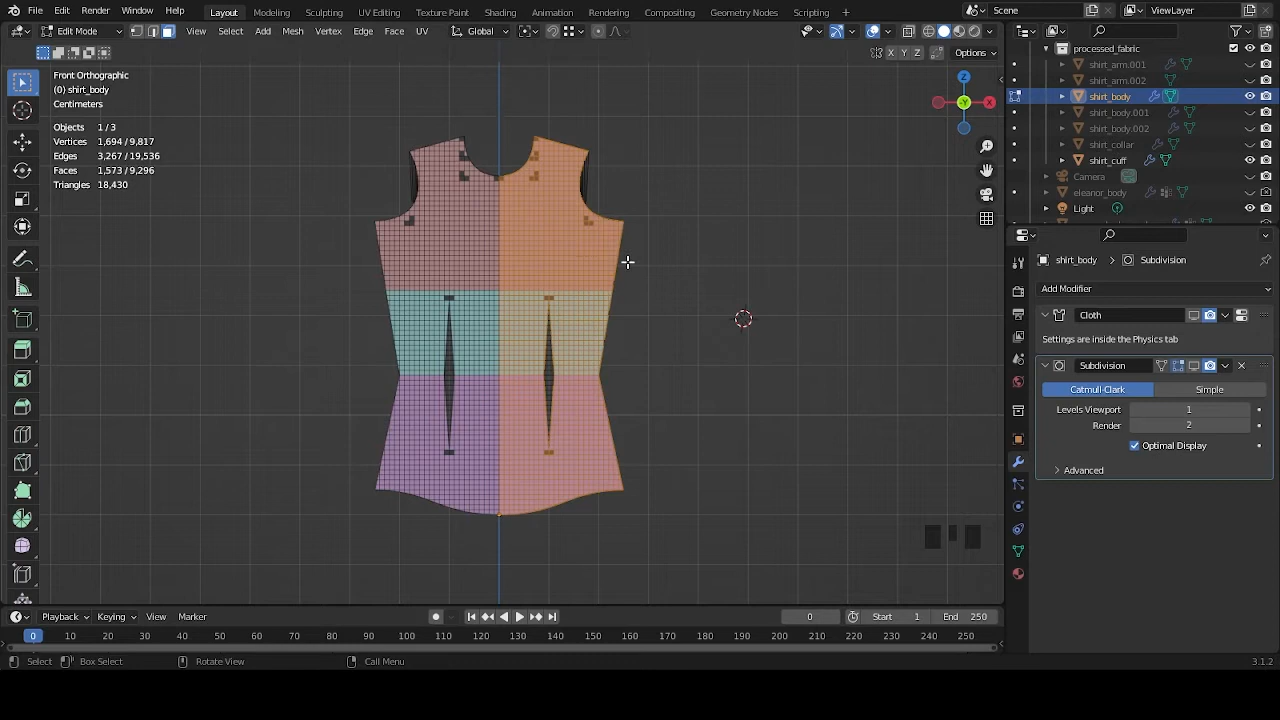 File Edit Render Window Help Layout Modeling Sculpting UV Editing Texture Paint Shading Animation Rendering Compositing Geometry Nodes Scripting + Scene ViewLayer
Edit Mode View Select Add Mesh Vertex Edge Face UV Global
X Y Z Options
Front Orthographic
(0) shirt_body
Centimeters
Objects 1 / 3
Vertices 1,694 / 9,817
Edges 3,267 / 19,536
Faces 1,573 / 9,296
Triangles 18,430
Z
-Y X
processed_fabric
shirt_arm.001
shirt_arm.002
shirt_body
shirt_body.001
shirt_body.002
shirt_collar
shirt_cuff
Camera
eleanor_body
Light
shirt_body > Subdivision
Add Modifier
Cloth
Settings are inside the Physics tab
Subdivision
Catmull-Clark Simple
Levels Viewport 1
Render 2
Optimal Display
Advanced
Playback Keying View Marker 0 Start 1 End 250
0 10 20 30 40 50 60 70 80 90 100 110 120 130 140 150 160 170 180 190 200 210 220 230 240 250
Select Box Select Rotate View Call Menu 3.1.2